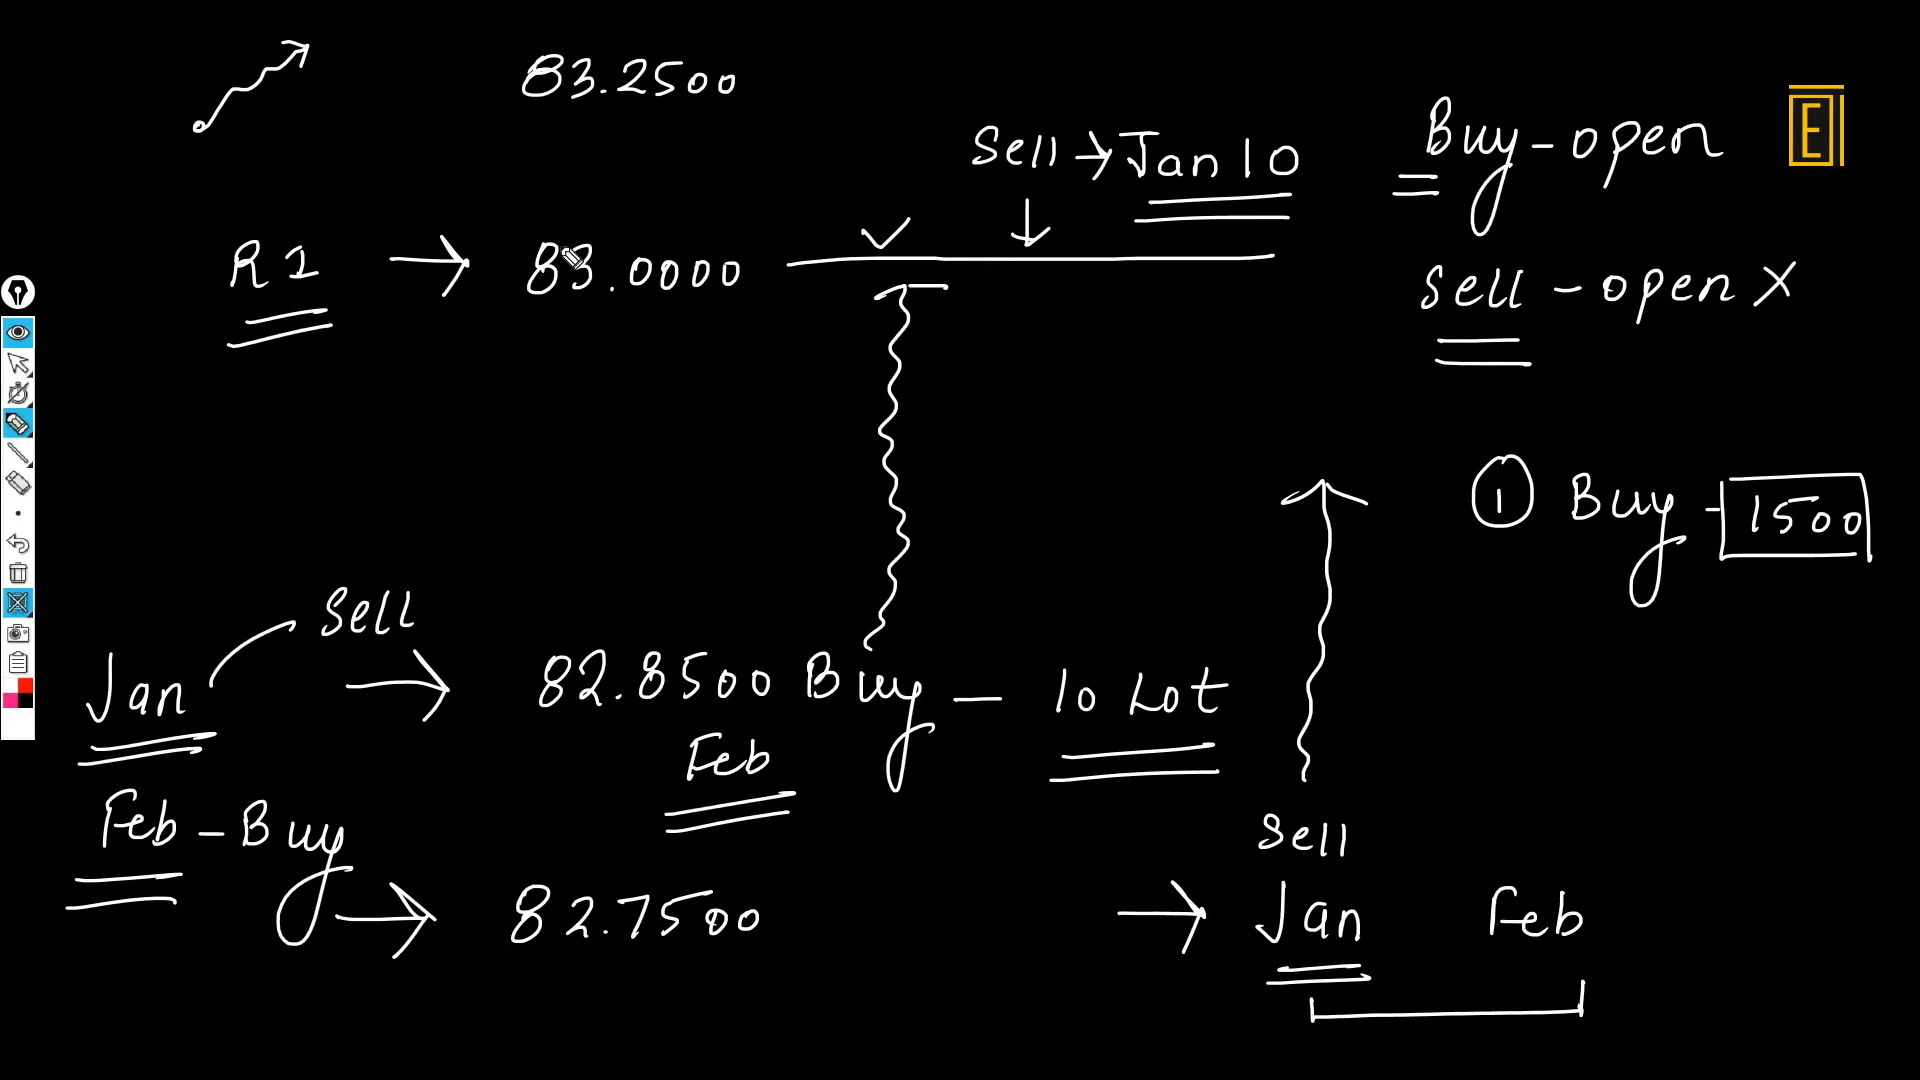 83.2500
Sell → Jan 10
Buy - open
E
R1 → 83.0000
Sell - open X
① Buy - 1500
Sell
Jan → 82.8500 Buy - 10 Lot
Feb
Feb - Buy
Sell
→ 82.7500
→ Jan Feb